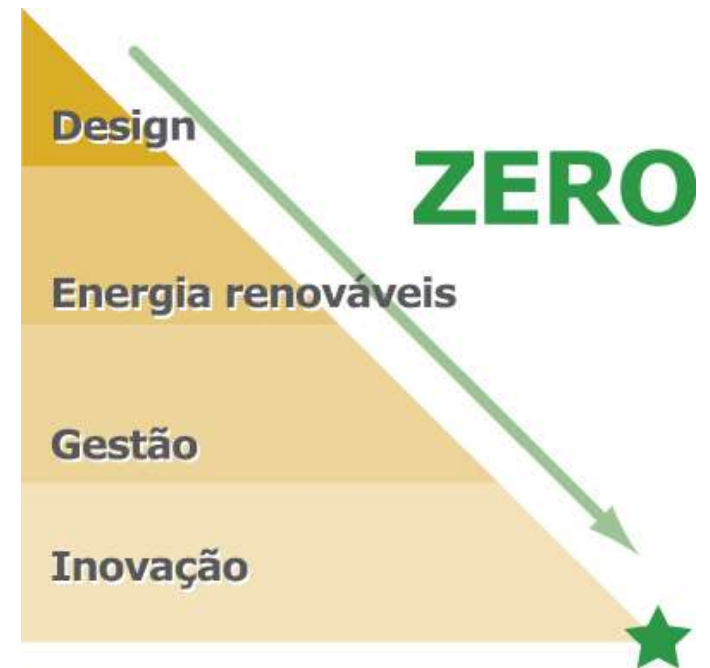 Design
ZERO
Energia renováveis
Gestão
Inovação